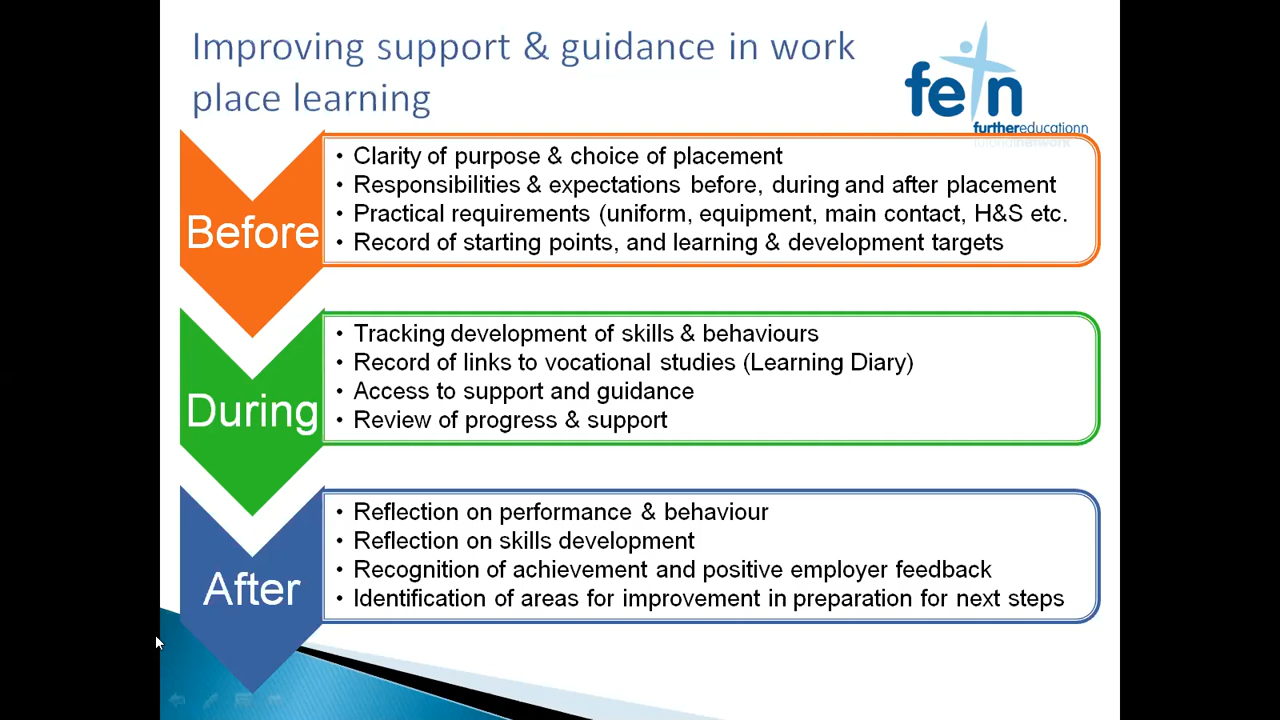 Improving support & guidance in work
place learning
fetn
furthereducationn
Before
• Clarity of purpose & choice of placement
• Responsibilities & expectations before, during and after placement
• Practical requirements (uniform, equipment, main contact, H&S etc.
• Record of starting points, and learning & development targets
During
• Tracking development of skills & behaviours
• Record of links to vocational studies (Learning Diary)
• Access to support and guidance
• Review of progress & support
After
• Reflection on performance & behaviour
• Reflection on skills development
• Recognition of achievement and positive employer feedback
• Identification of areas for improvement in preparation for next steps